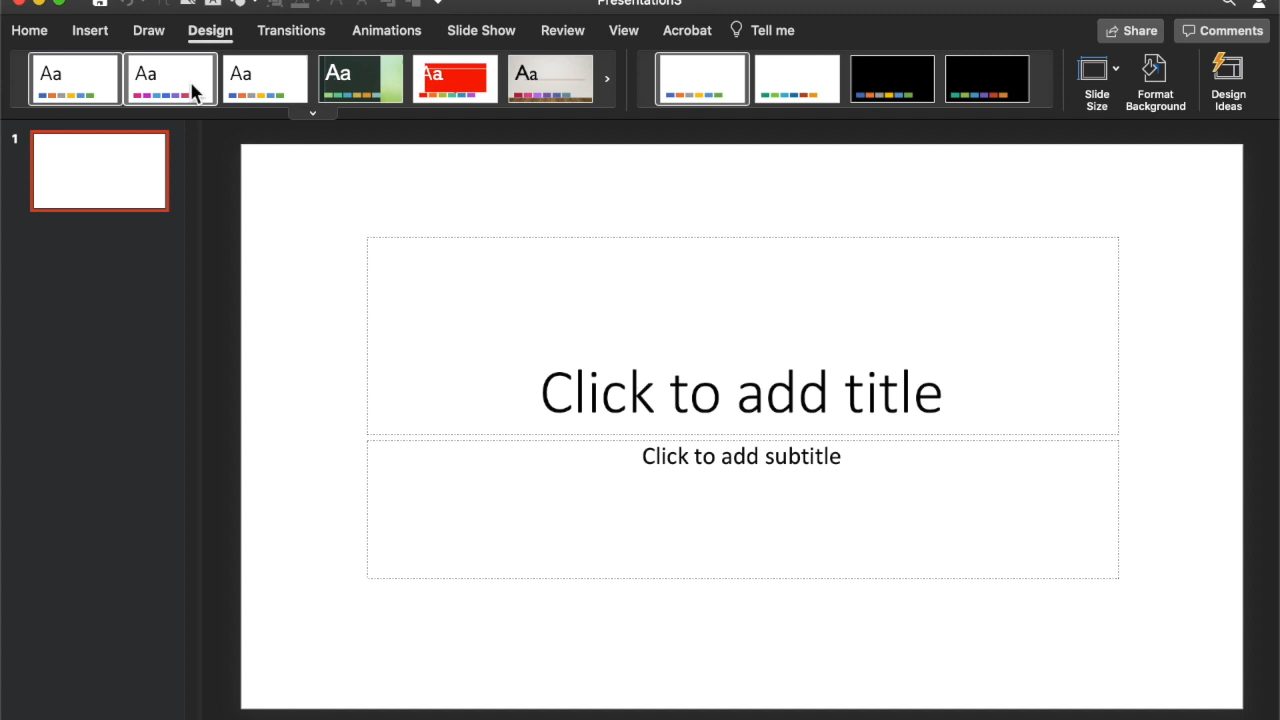 Presentation3
Home Insert Draw Design Transitions Animations Slide Show Review View Acrobat Tell me Share Comments
Aa Aa Aa Aa Aa Aa
Slide Size Format Background Design Ideas
1
Click to add title
Click to add subtitle